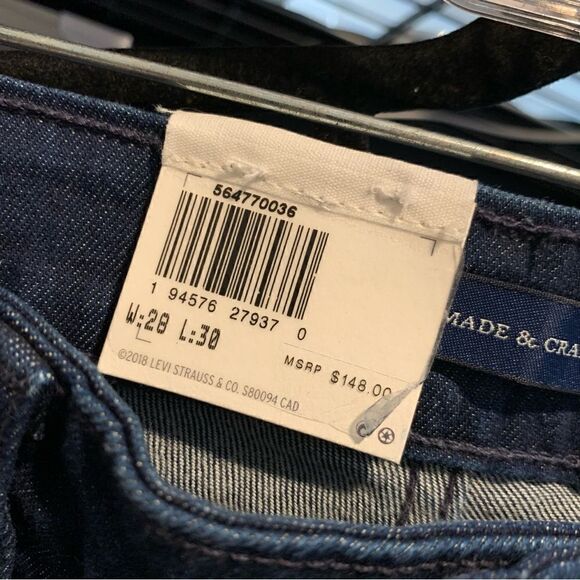 564770036
1 94576 27937 0
W:28 L:30
MSRP $148.00
©2018 LEVI STRAUSS & CO. S80094 CAD
MADE & CRA